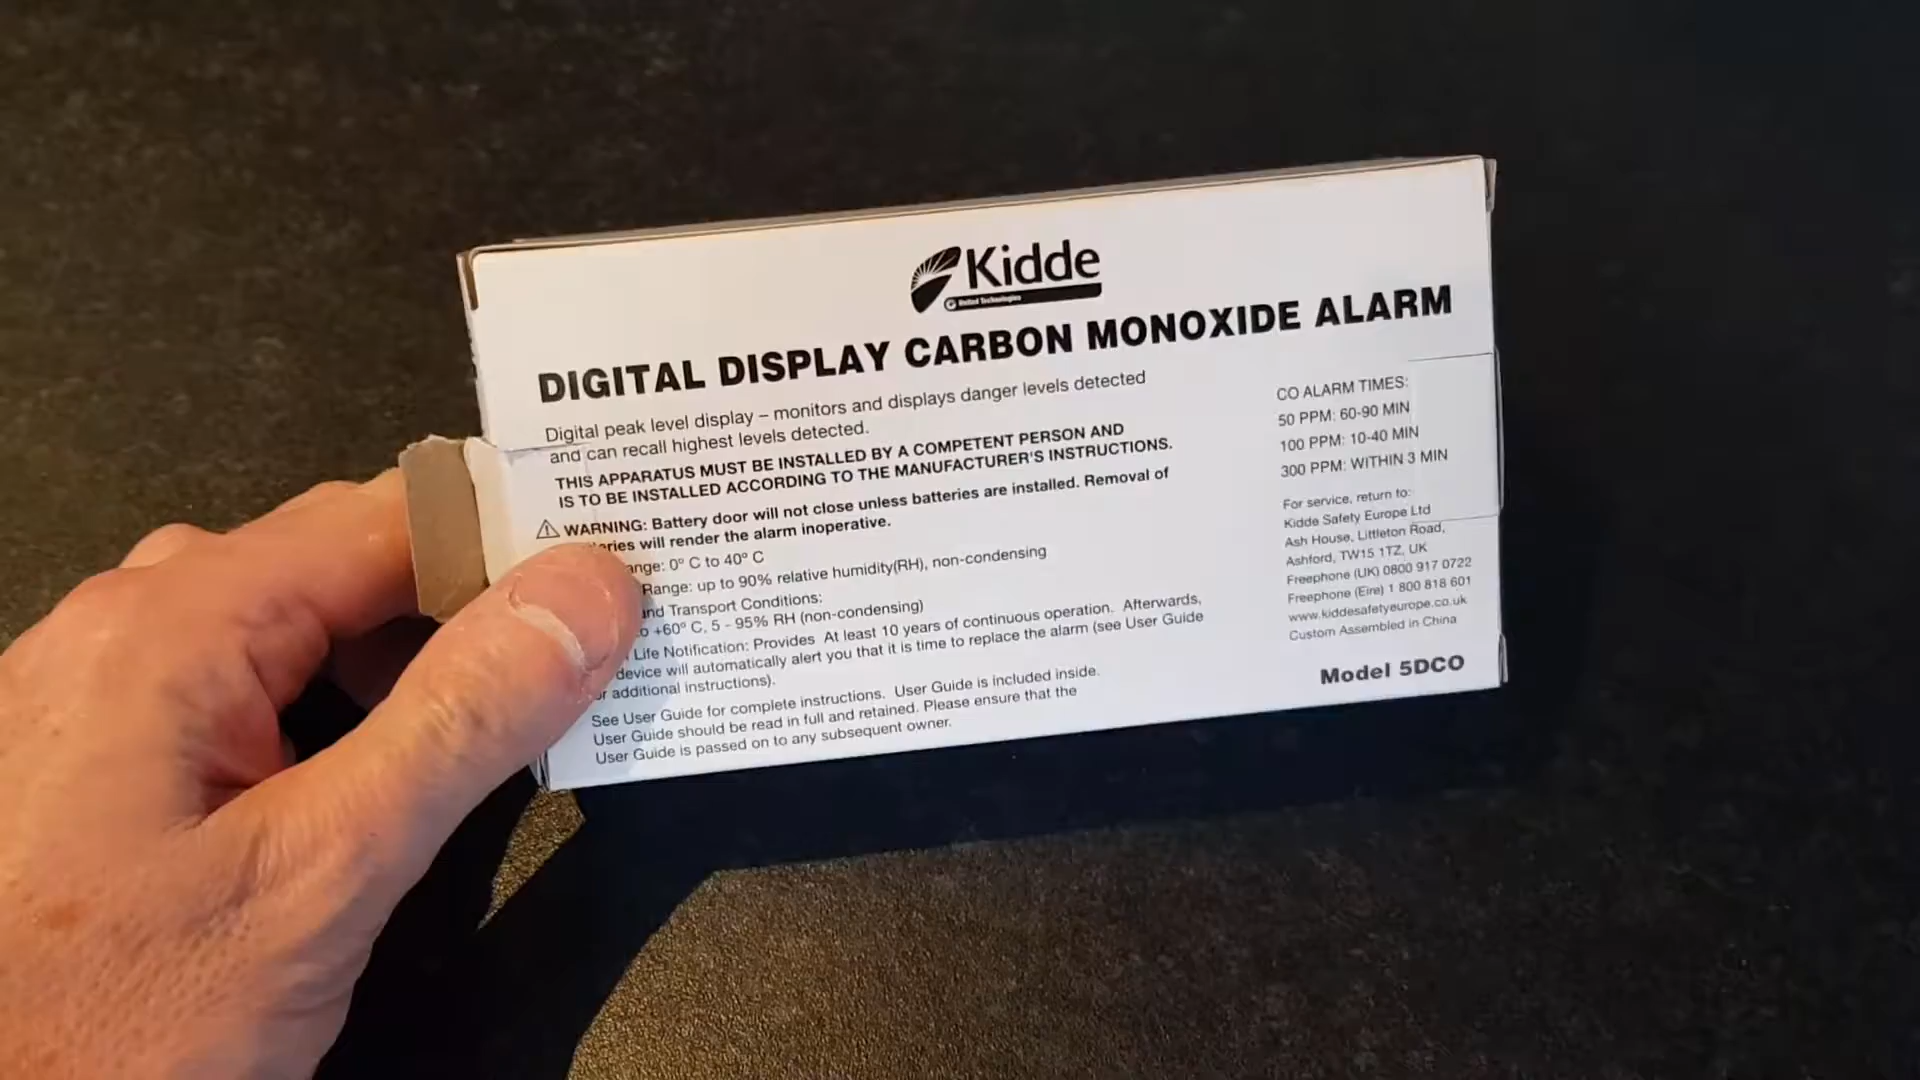 Kidde
United Technologies
DIGITAL DISPLAY CARBON MONOXIDE ALARM
Digital peak level display – monitors and displays danger levels detected
and can recall highest levels detected.
THIS APPARATUS MUST BE INSTALLED BY A COMPETENT PERSON AND
IS TO BE INSTALLED ACCORDING TO THE MANUFACTURER'S INSTRUCTIONS.
WARNING: Battery door will not close unless batteries are installed. Removal of
will render the alarm inoperative.
0º C to 40º C
Range: up to 90% relative humidity(RH), non-condensing
and Transport Conditions:
+60º C, 5 - 95% RH (non-condensing)
Life Notification: Provides At least 10 years of continuous operation. Afterwards,
device will automatically alert you that it is time to replace the alarm (see User Guide
additional instructions).
See User Guide for complete instructions. User Guide is included inside.
User Guide should be read in full and retained. Please ensure that the
User Guide is passed on to any subsequent owner.
CO ALARM TIMES:
50 PPM: 60-90 MIN
100 PPM: 10-40 MIN
300 PPM: WITHIN 3 MIN
For service, return to:
Kidde Safety Europe Ltd
Ash House, Littleton Road,
Ashford, TW15 1TZ, UK
Freephone (UK) 0800 917 0722
Freephone (Eire) 1 800 818 601
www.kiddesafetyeurope.co.uk
Custom Assembled in China
Model 5DCO